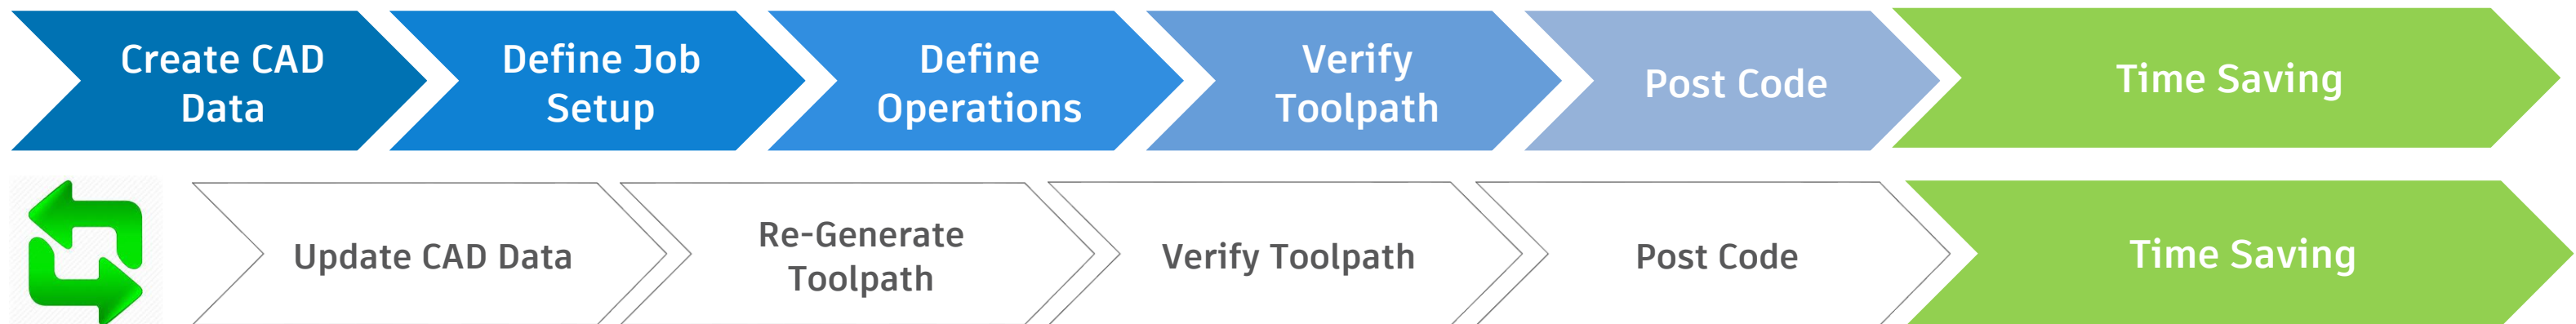 Create CAD
Data
Define Job
Setup
Define
Operations
Verify
Toolpath
Post Code
Time Saving
Update CAD Data
Re-Generate
Toolpath
Verify Toolpath
Post Code
Time Saving